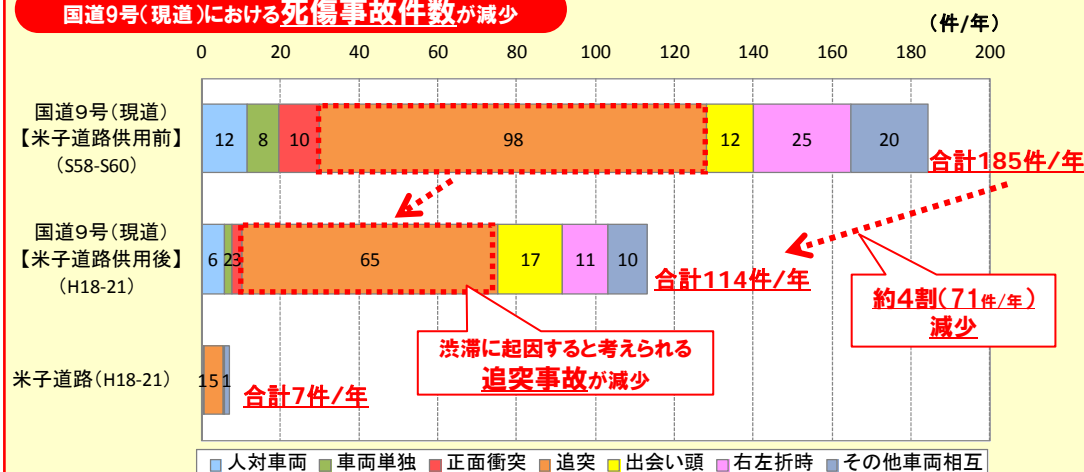 国道9号(現道)における死傷事故件数が減少
(件/年)
0 20 40 60 80 100 120 140 160 180 200
国道9号(現道)
【米子道路供用前】
(S58-S60)
12 8 10 98 12 25 20
合計185件/年
国道9号(現道)
【米子道路供用後】
(H18-21)
6 2 3 65 17 11 10
合計114件/年
約4割(71件/年)
減少
渋滞に起因すると考えられる
追突事故が減少
米子道路(H18-21)
1 5 1
合計7件/年
人対車両 車両単独 正面衝突 追突 出会い頭 右左折時 その他車両相互